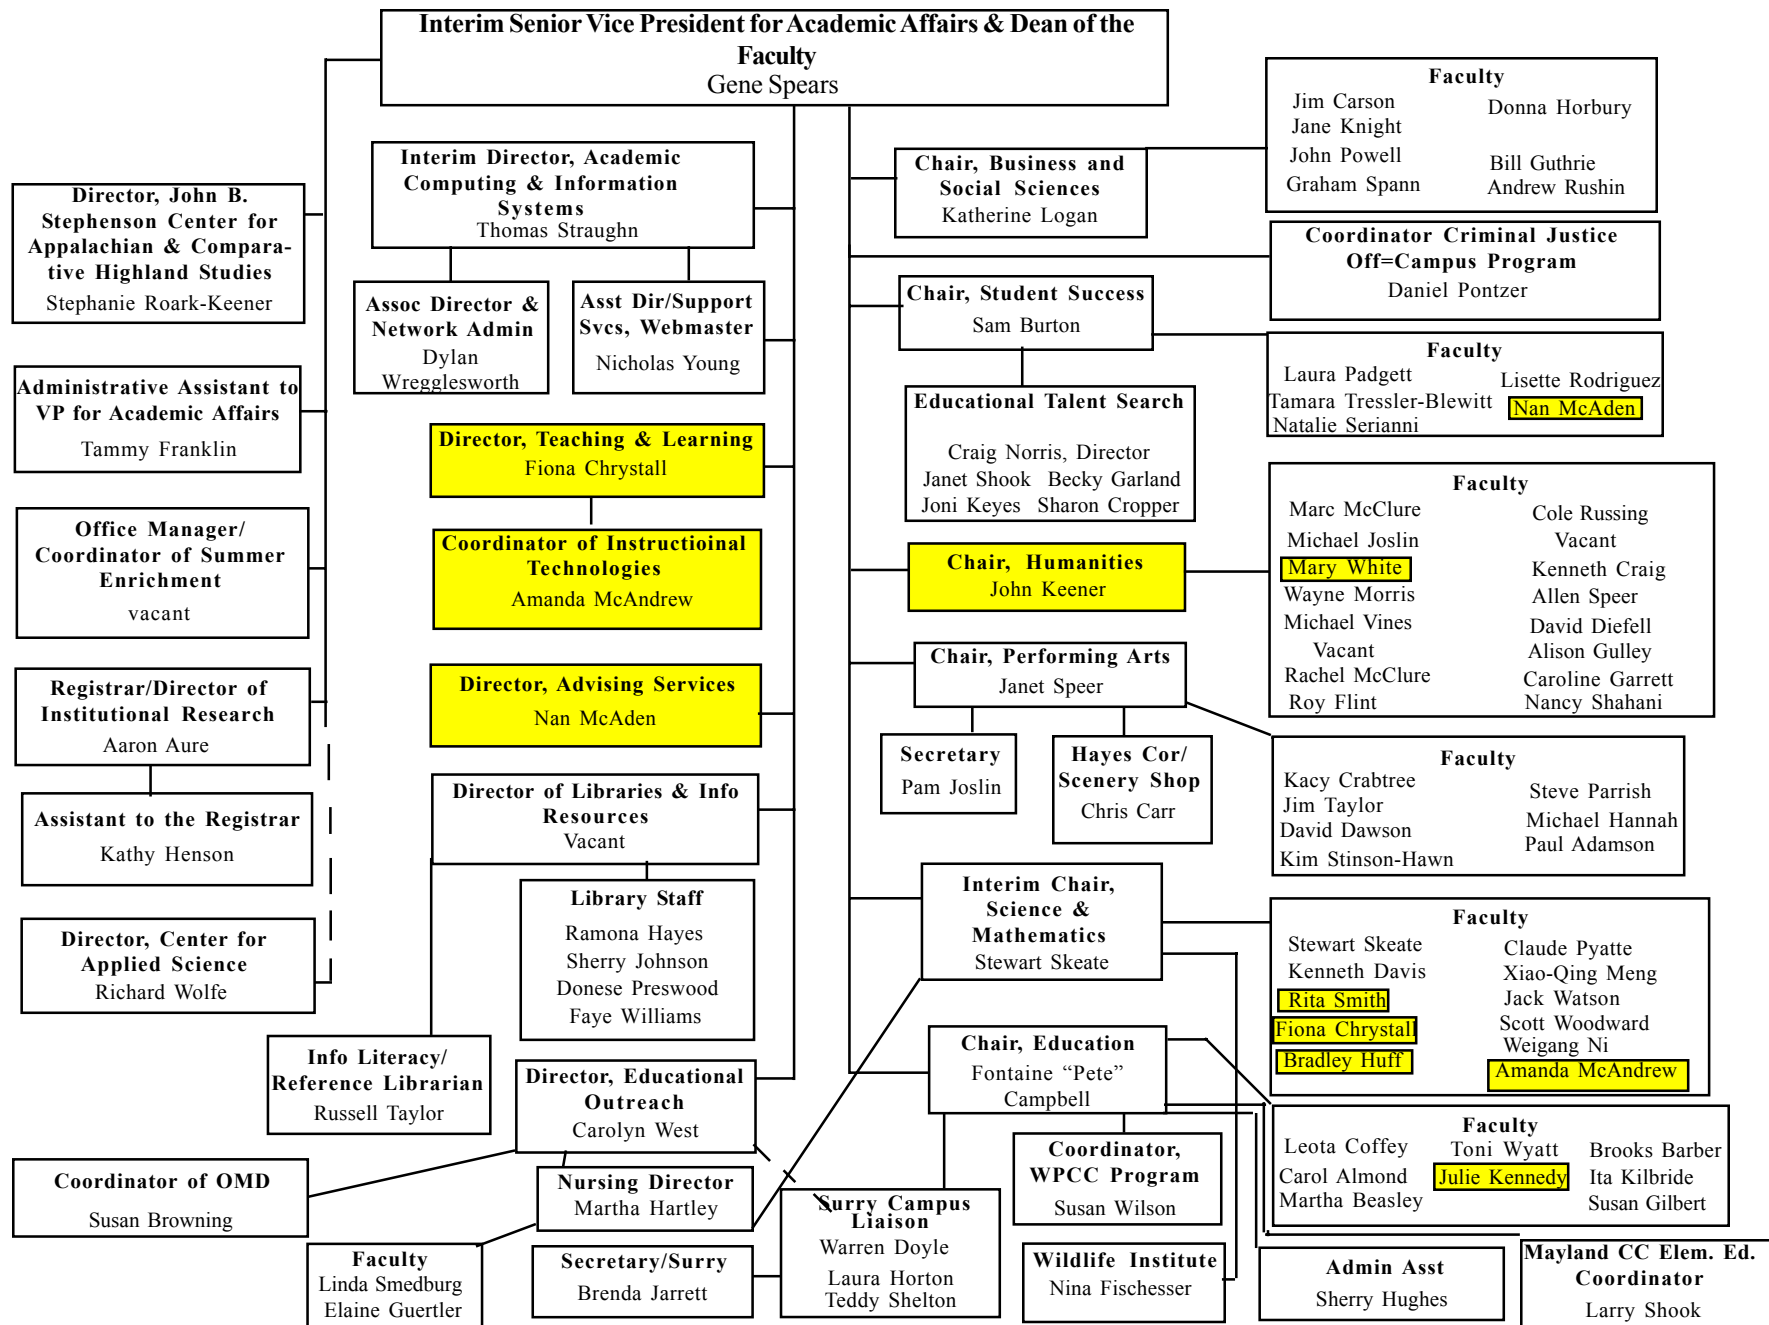 Interim Senior Vice President for Academic Affairs & Dean of the
Faculty
Gene Spears
Director, John B.
Stephenson Center for
Appalachian & Compara-
tive Highland Studies
Stephanie Roark-Keener
Administrative Assistant to
VP for Academic Affairs
Tammy Franklin
Office Manager/
Coordinator of Summer
Enrichment
vacant
Registrar/Director of
Institutional Research
Aaron Aure
Assistant to the Registrar
Kathy Henson
Director, Center for
Applied Science
Richard Wolfe
Interim Director, Academic
Computing & Information
Systems
Thomas Straughn
Assoc Director &
Network Admin
Dylan
Wregglesworth
Asst Dir/Support
Svcs, Webmaster
Nicholas Young
Director, Teaching & Learning
Fiona Chrystall
Coordinator of Instructioinal
Technologies
Amanda McAndrew
Director, Advising Services
Nan McAden
Director of Libraries & Info
Resources
Vacant
Library Staff
Ramona Hayes
Sherry Johnson
Donese Preswood
Faye Williams
Info Literacy/
Reference Librarian
Russell Taylor
Director, Educational
Outreach
Carolyn West
Coordinator of OMD
Susan Browning
Nursing Director
Martha Hartley
Faculty
Linda Smedburg
Elaine Guertler
Secretary/Surry
Brenda Jarrett
Surry Campus
Liaison
Warren Doyle
Laura Horton
Teddy Shelton
Chair, Business and
Social Sciences
Katherine Logan
Faculty
Jim Carson
Donna Horbury
Jane Knight
John Powell
Bill Guthrie
Graham Spann
Andrew Rushin
Coordinator Criminal Justice
Off=Campus Program
Daniel Pontzer
Chair, Student Success
Sam Burton
Faculty
Laura Padgett
Lisette Rodriguez
Tamara Tressler-Blewitt
Nan McAden
Natalie Serianni
Educational Talent Search
Craig Norris, Director
Janet Shook Becky Garland
Joni Keyes Sharon Cropper
Chair, Humanities
John Keener
Faculty
Marc McClure
Cole Russing
Michael Joslin
Vacant
Mary White
Kenneth Craig
Wayne Morris
Allen Speer
Michael Vines
David Diefell
Vacant
Alison Gulley
Rachel McClure
Caroline Garrett
Roy Flint
Nancy Shahani
Chair, Performing Arts
Janet Speer
Secretary
Pam Joslin
Hayes Cor/
Scenery Shop
Chris Carr
Faculty
Kacy Crabtree
Steve Parrish
Jim Taylor
Michael Hannah
David Dawson
Paul Adamson
Kim Stinson-Hawn
Interim Chair,
Science &
Mathematics
Stewart Skeate
Faculty
Stewart Skeate
Claude Pyatte
Kenneth Davis
Xiao-Qing Meng
Rita Smith
Jack Watson
Fiona Chrystall
Scott Woodward
Bradley Huff
Weigang Ni
Amanda McAndrew
Chair, Education
Fontaine “Pete”
Campbell
Faculty
Leota Coffey
Toni Wyatt
Brooks Barber
Carol Almond
Julie Kennedy
Ita Kilbride
Martha Beasley
Susan Gilbert
Coordinator,
WPCC Program
Susan Wilson
Wildlife Institute
Nina Fischesser
Admin Asst
Sherry Hughes
Mayland CC Elem. Ed.
Coordinator
Larry Shook